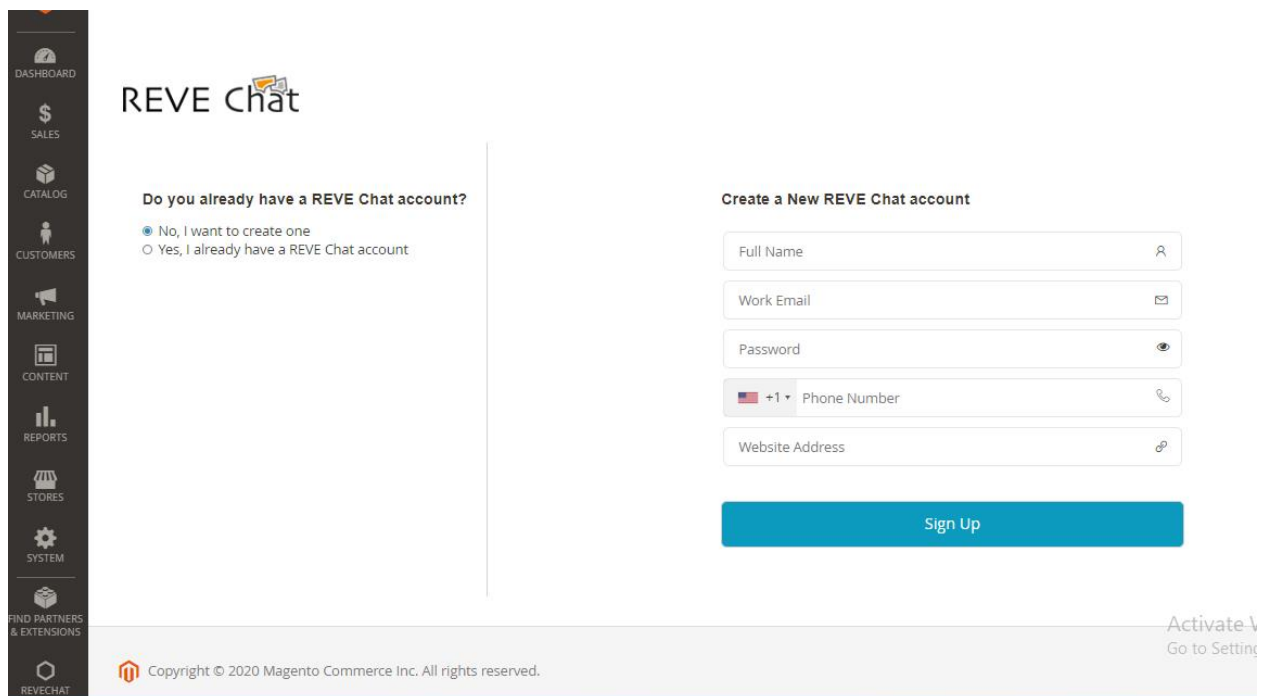 DASHBOARD
SALES
CATALOG
CUSTOMERS
MARKETING
CONTENT
REPORTS
STORES
SYSTEM
FIND PARTNERS
& EXTENSIONS
REVECHAT
REVE Chat
Do you already have a REVE Chat account?
No, I want to create one
Yes, I already have a REVE Chat account
Create a New REVE Chat account
Full Name
Work Email
Password
+1 Phone Number
Website Address
Sign Up
Activate
Go to Setting
Copyright © 2020 Magento Commerce Inc. All rights reserved.